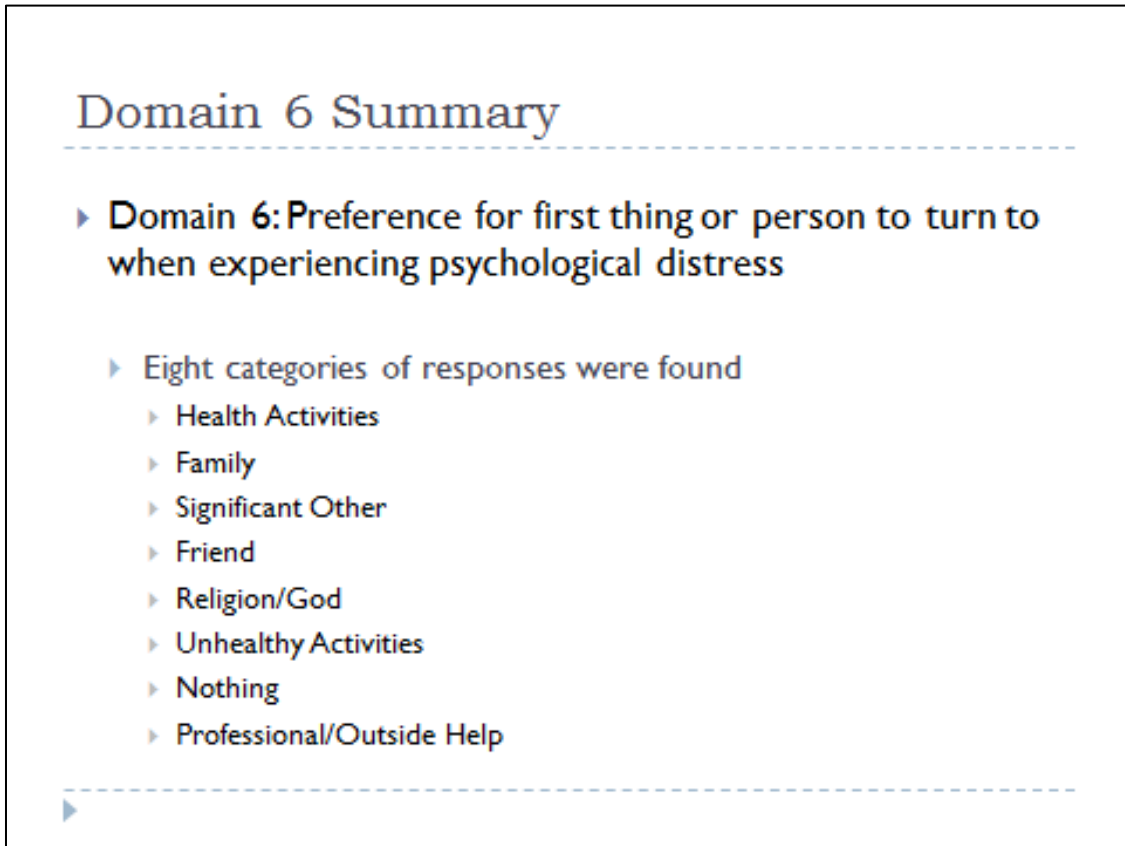 Domain 6 Summary
Domain 6: Preference for first thing or person to turn to
when experiencing psychological distress
Eight categories of responses were found
Health Activities
Family
Significant Other
Friend
Religion/God
Unhealthy Activities
Nothing
Professional/Outside Help